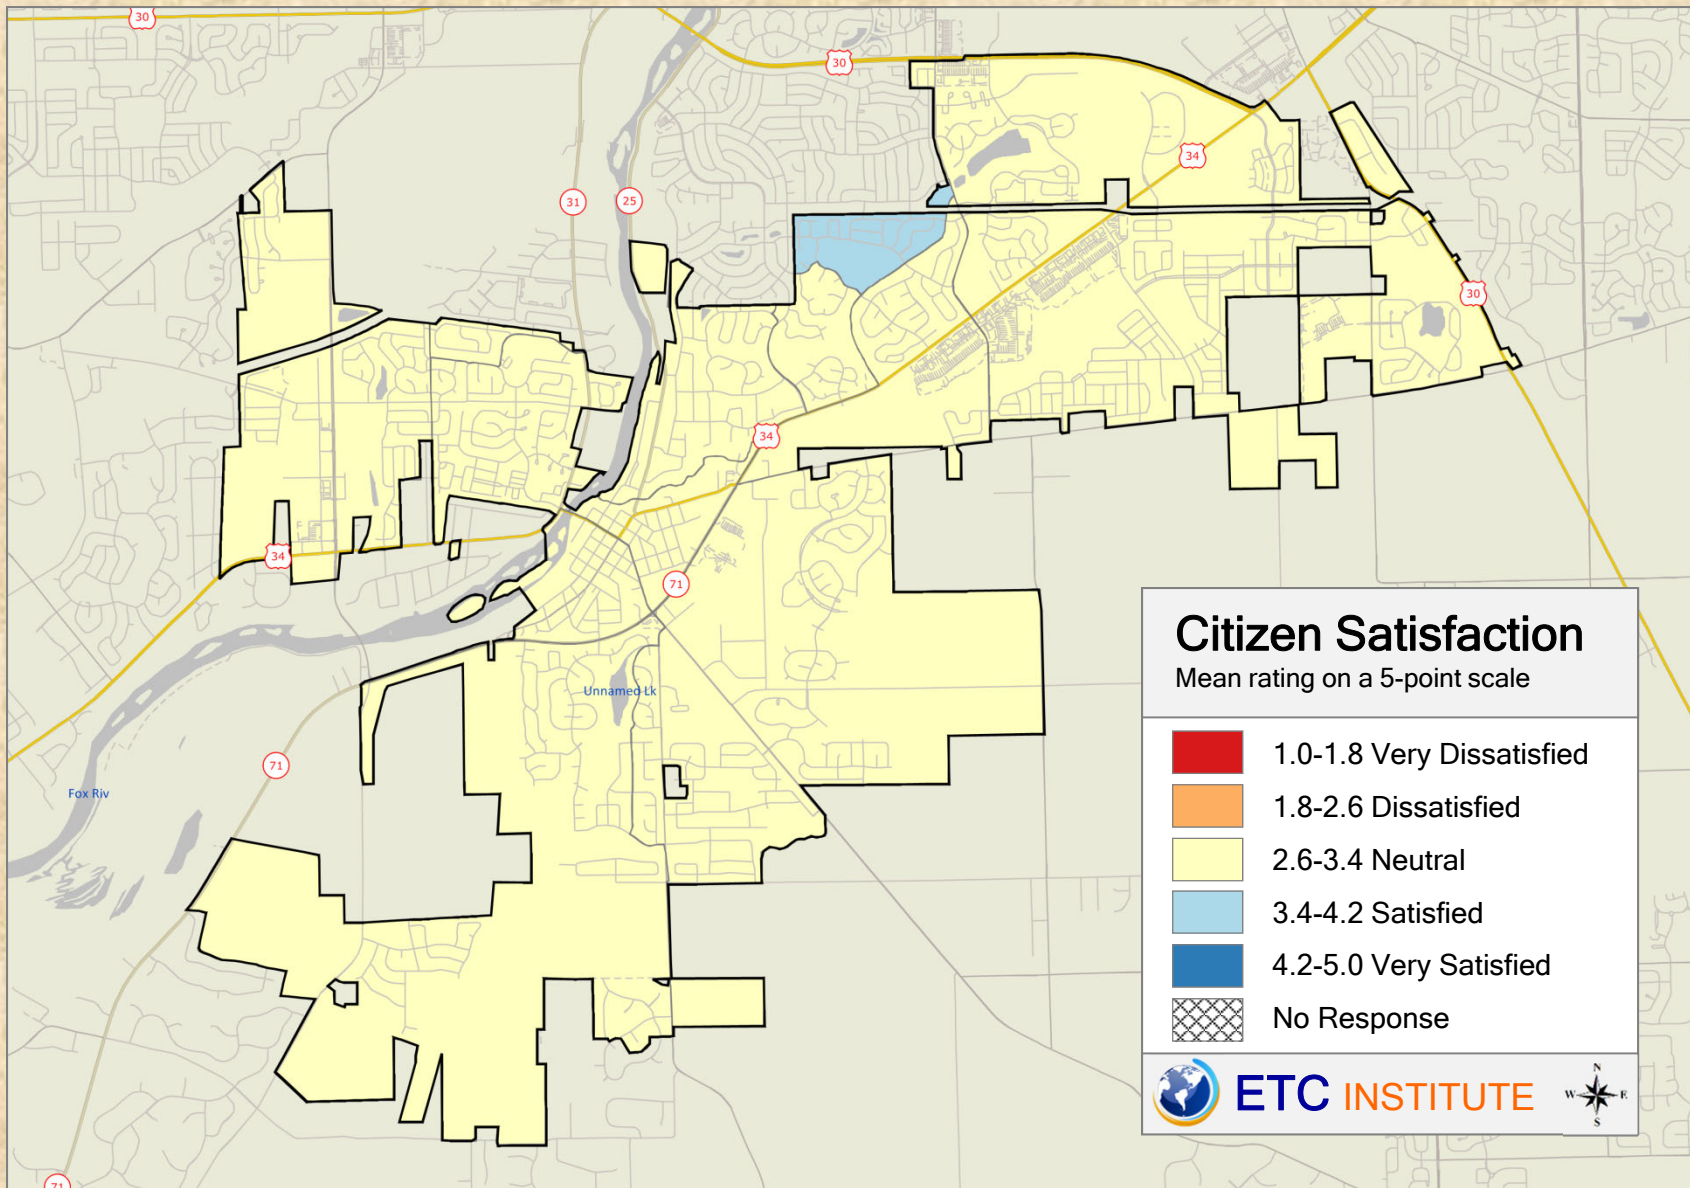 30
30
34
31
25
30
34
34
71
Unnamed Lk
71
Fox Riv
71
Citizen Satisfaction
Mean rating on a 5-point scale
1.0-1.8 Very Dissatisfied
1.8-2.6 Dissatisfied
2.6-3.4 Neutral
3.4-4.2 Satisfied
4.2-5.0 Very Satisfied
No Response
ETC INSTITUTE
N
W E
S